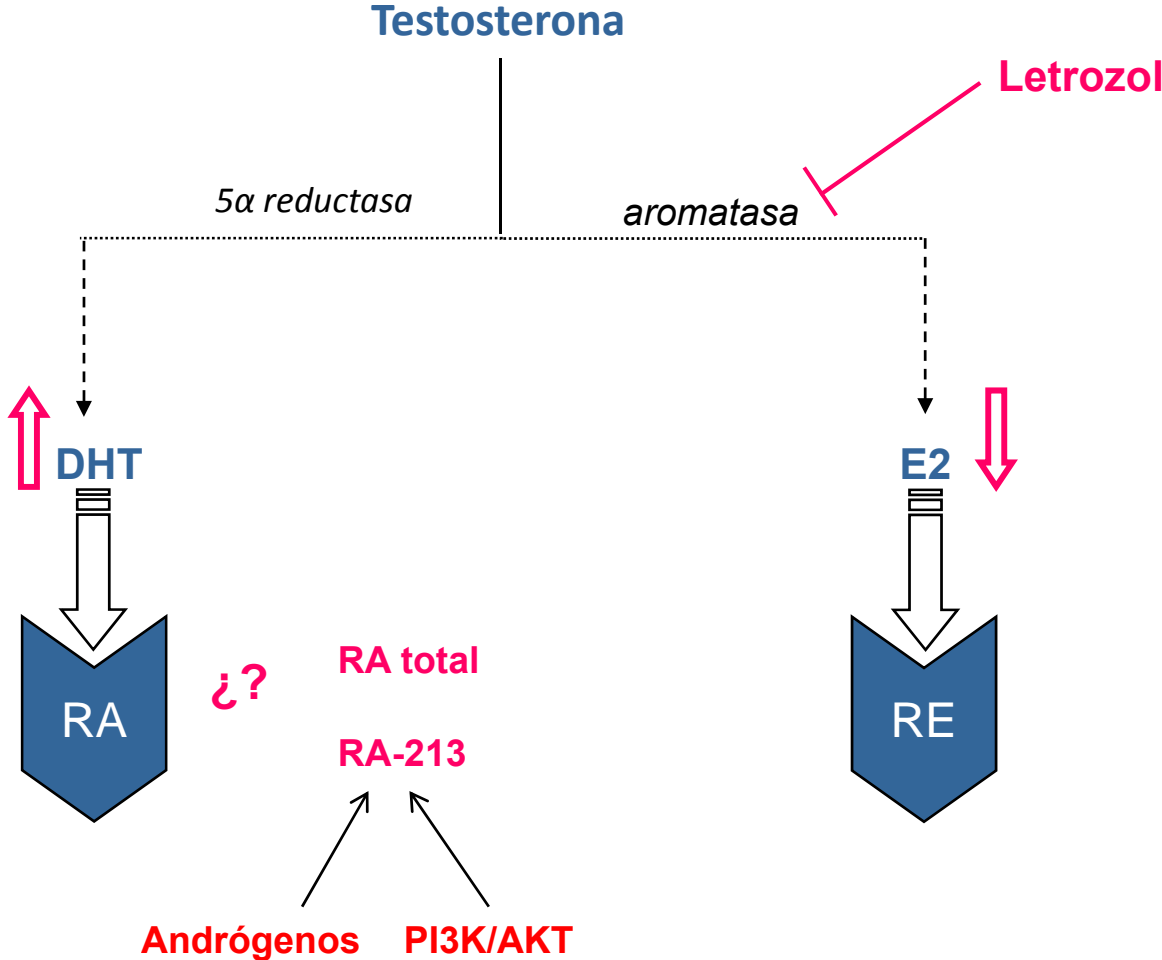 Testosterona
Letrozol
5α reductasa
aromatasa
DHT
E2
RA total
¿?
RA
RE
RA-213
Andrógenos PI3K/AKT